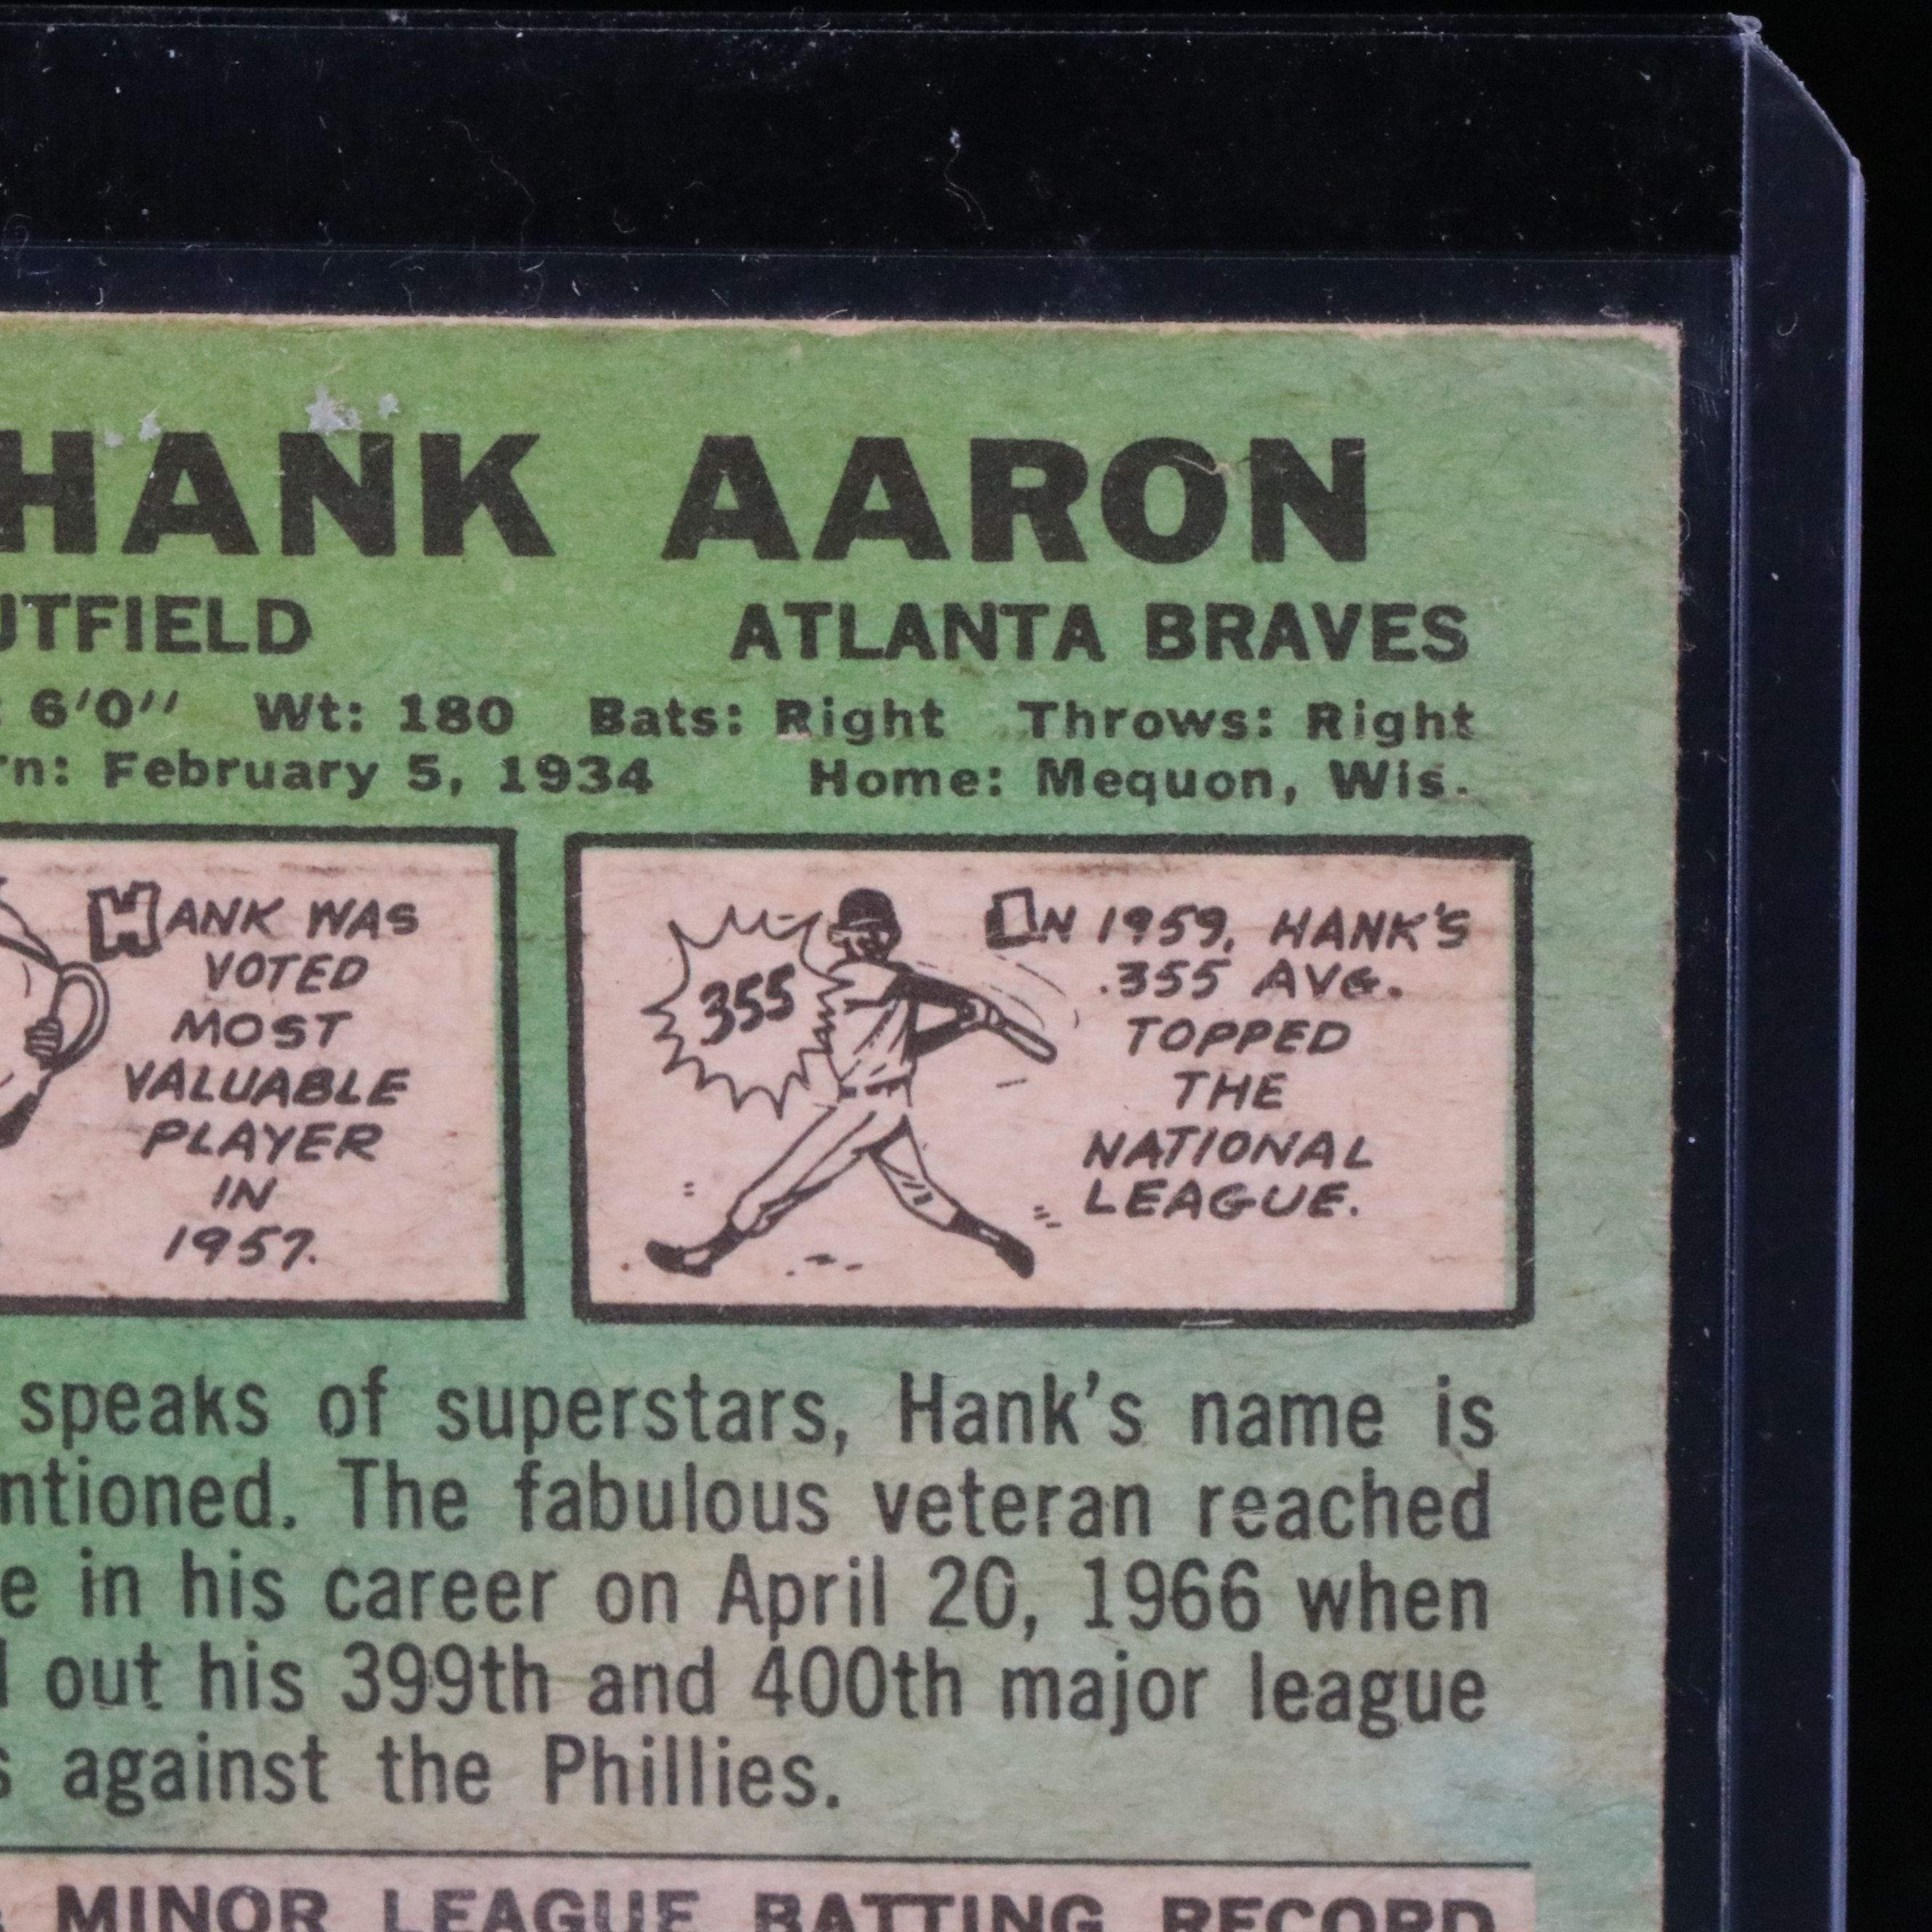 HANK AARON
ATLANTA BRAVES
6'0" Wt: 180 Bats: Right Throws: Right
February 5, 1934 Home: Mequon, Wis.
HANK WAS
VOTED
MOST
VALUABLE
PLAYER
IN
1957.
355
IN 1959, HANK'S
.355 AVG.
TOPPED
THE
NATIONAL
LEAGUE.
speaks of superstars, Hank's name is
The fabulous veteran reached
in his career on April 20, 1966 when
out his 399th and 400th major league
against the Phillies.
MINOR LEAGUE BATTING RECORD